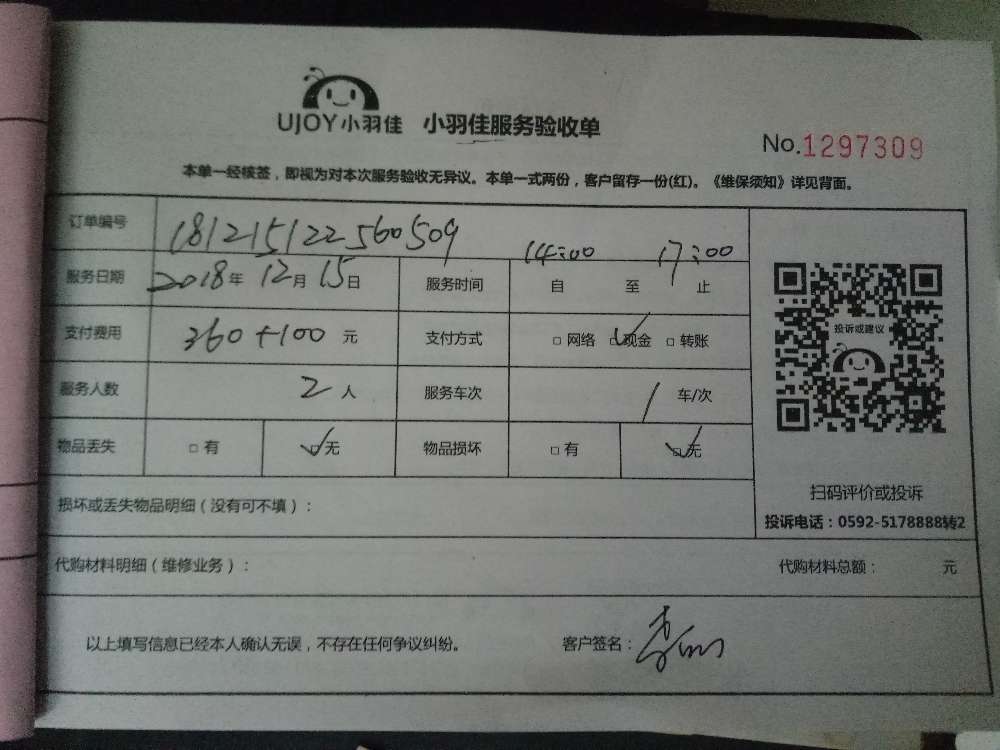 UJOY小羽佳 小羽佳服务验收单
No.1297309
本单一经核签，即视为对本次服务验收无异议。本单一式两份，客户留存一份(红)。《维保须知》详见背面。
订单编号 181215122560509
服务日期 2018年 12月 15日 服务时间 14:00 自 至 17:00 止
支付费用 360+100 元 支付方式 □网络 ☑现金 □转账
服务人数 2 人 服务车次 1 车/次
物品丢失 □有 ☑无 物品损坏 □有 ☑无
投诉或建议
扫码评价或投诉
投诉电话：0592-5178888转2
损坏或丢失物品明细（没有可不填）：
代购材料明细（维修业务）： 代购材料总额： 元
以上填写信息已经本人确认无误，不存在任何争议纠纷。 客户签名：